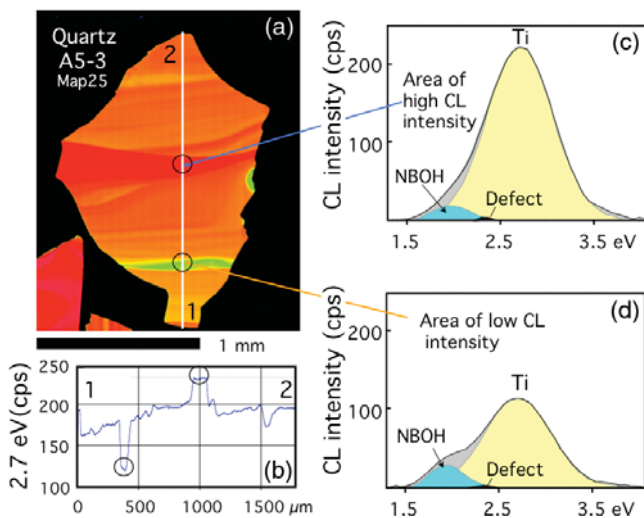 Quartz
A5-3
Map25
2
(a)
1
1 mm
Area of
high CL
intensity
Area of low CL
intensity
2.7 eV(cps)
250
200
150
100
1
2
(b)
0
500
1000
1500 µm
CL intensity (cps)
200
100
Ti
(c)
NBOH
Defect
1.5
2.5
3.5
eV
CL intensity (cps)
200
100
Ti
(d)
NBOH
Defect
1.5
2.5
3.5
eV